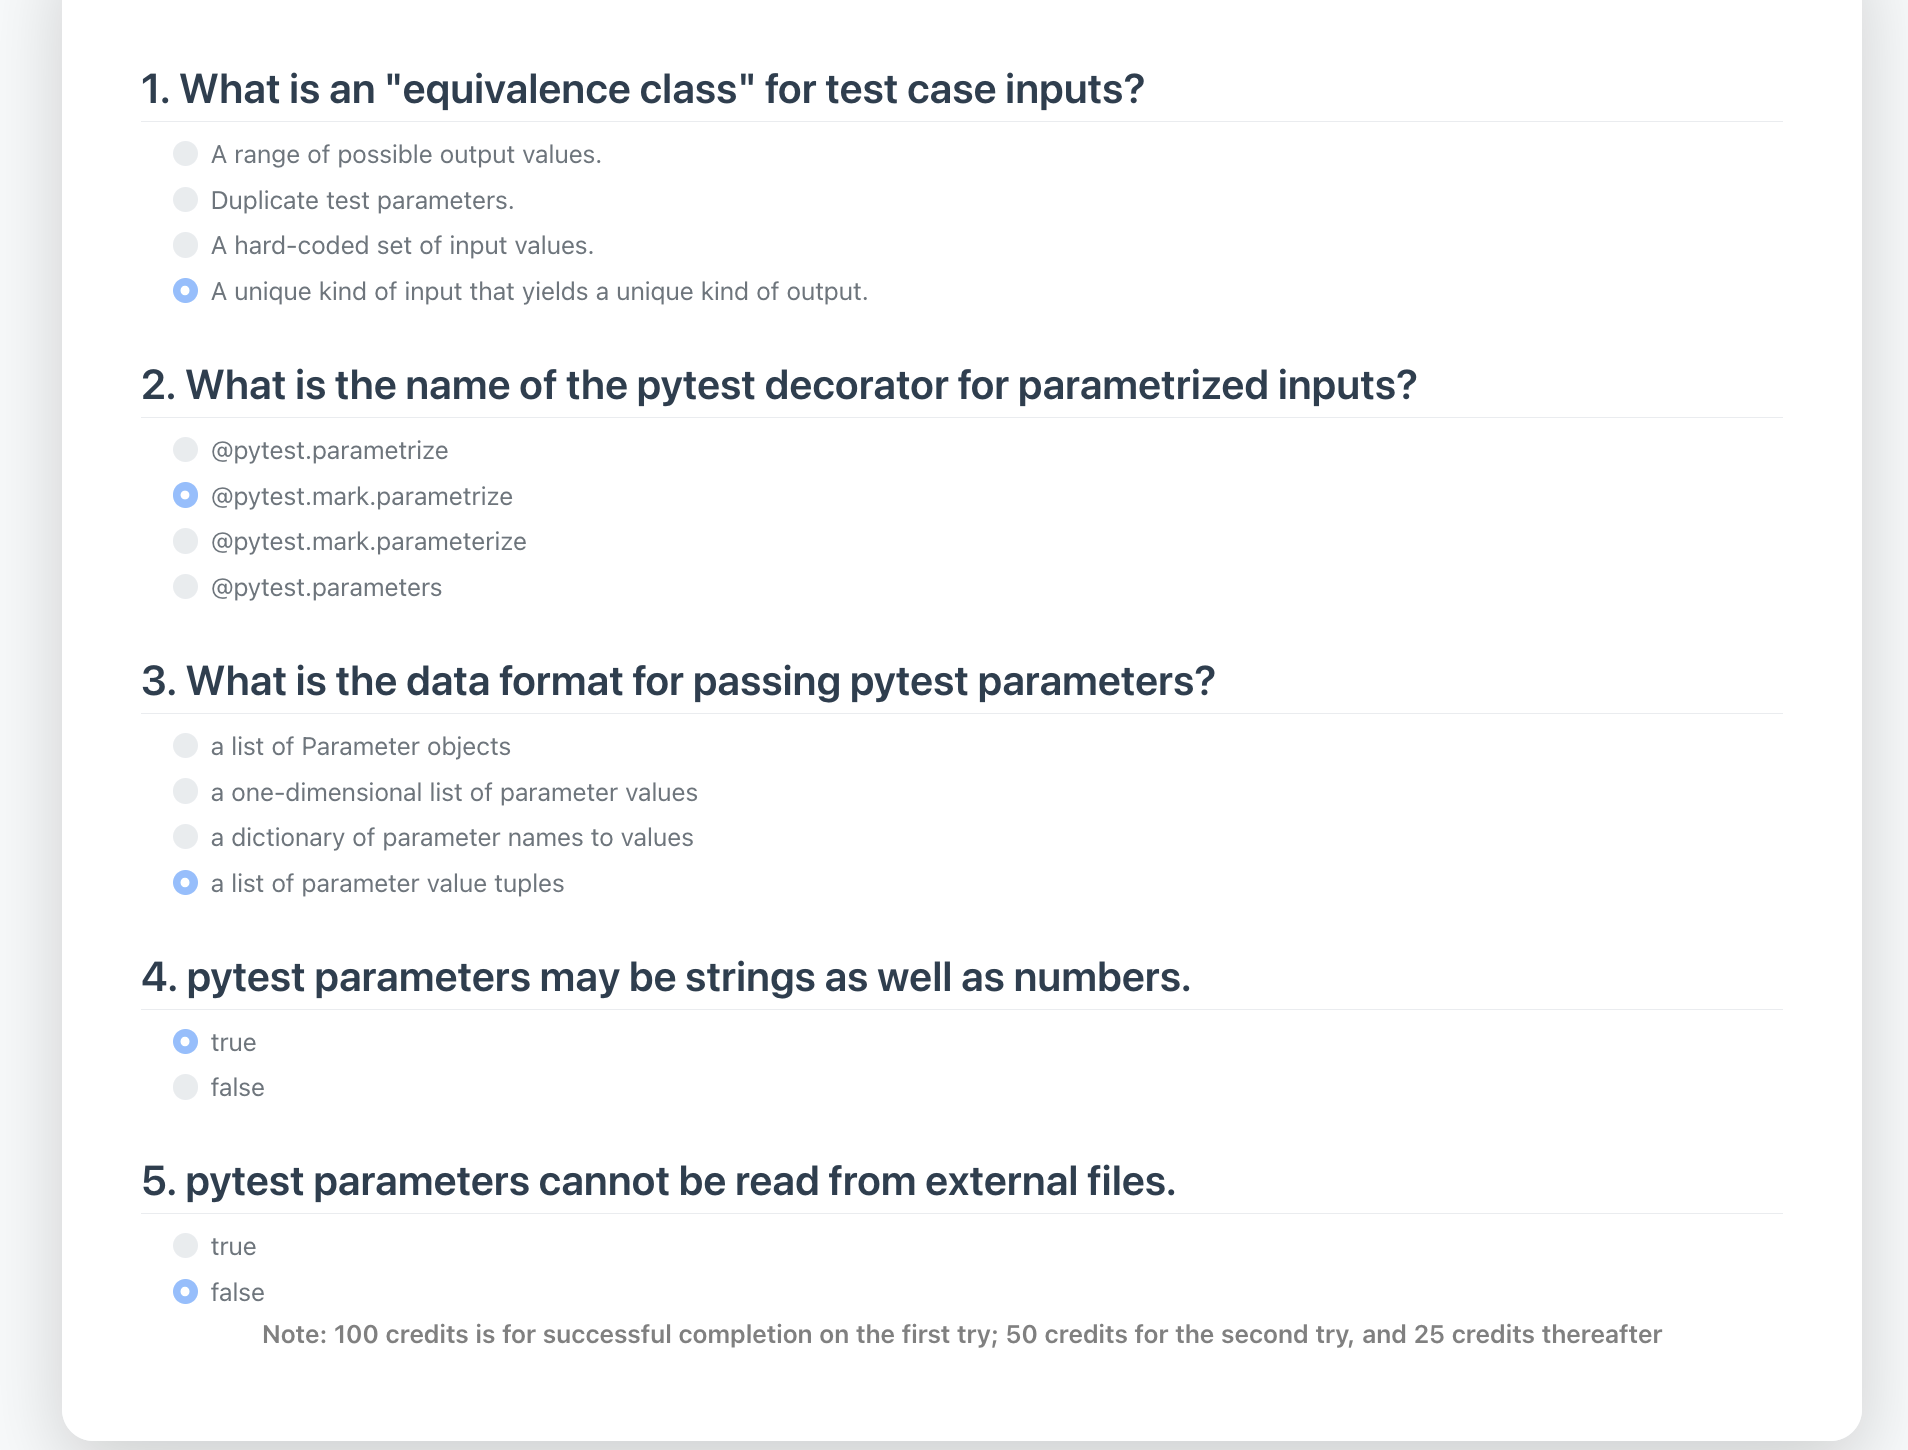 1. What is an "equivalence class" for test case inputs?
A range of possible output values.
Duplicate test parameters.
A hard-coded set of input values.
A unique kind of input that yields a unique kind of output.
2. What is the name of the pytest decorator for parametrized inputs?
@pytest.parametrize
@pytest.mark.parametrize
@pytest.mark.parameterize
@pytest.parameters
3. What is the data format for passing pytest parameters?
a list of Parameter objects
a one-dimensional list of parameter values
a dictionary of parameter names to values
a list of parameter value tuples
4. pytest parameters may be strings as well as numbers.
true
false
5. pytest parameters cannot be read from external files.
true
false
Note: 100 credits is for successful completion on the first try; 50 credits for the second try, and 25 credits thereafter